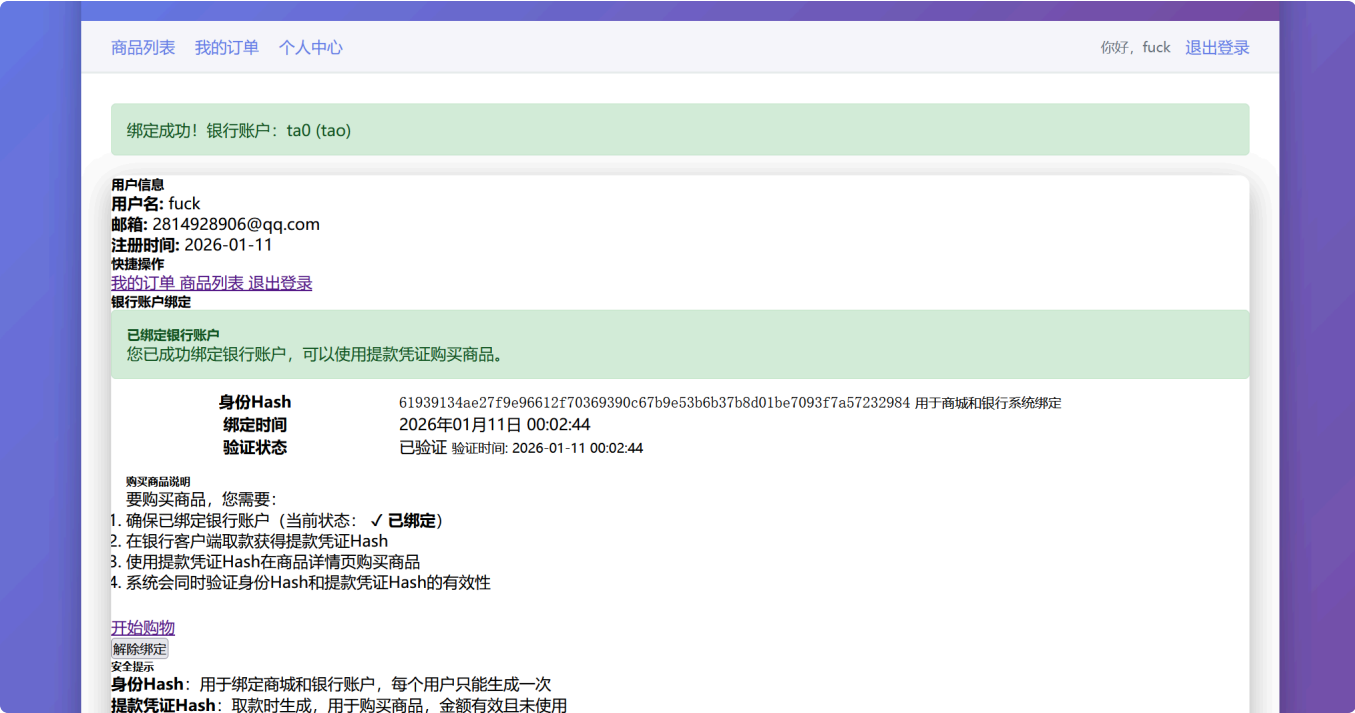 商品列表 我的订单 个人中心 你好，fuck 退出登录
绑定成功！银行账户：ta0 (tao)
用户信息
用户名: fuck
邮箱: 2814928906@qq.com
注册时间: 2026-01-11
快捷操作
我的订单 商品列表 退出登录
银行账户绑定
已绑定银行账户
您已成功绑定银行账户，可以使用提款凭证购买商品。
身份Hash 61939134ae27f9e96612f70369390c67b9e53b6b37b8d01be7093f7a57232984 用于商城和银行系统绑定
绑定时间 2026年01月11日 00:02:44
验证状态 已验证 验证时间: 2026-01-11 00:02:44
购买商品说明
要购买商品，您需要：
1. 确保已绑定银行账户（当前状态： ✓ 已绑定）
2. 在银行客户端取款获得提款凭证Hash
3. 使用提款凭证Hash在商品详情页购买商品
4. 系统会同时验证身份Hash和提款凭证Hash的有效性
开始购物
解除绑定
安全提示
身份Hash：用于绑定商城和银行账户，每个用户只能生成一次
提款凭证Hash：取款时生成，用于购买商品，金额有效且未使用